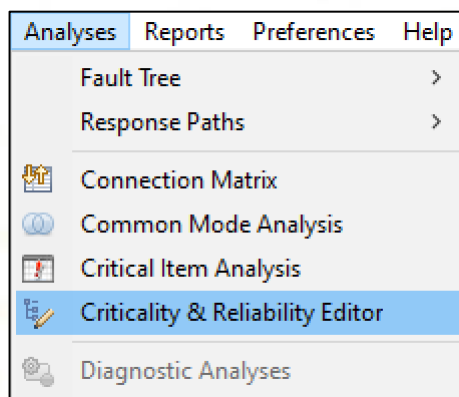 Analyses Reports Preferences Help
Fault Tree >
Response Paths >
Connection Matrix
Common Mode Analysis
Critical Item Analysis
Criticality & Reliability Editor
Diagnostic Analyses